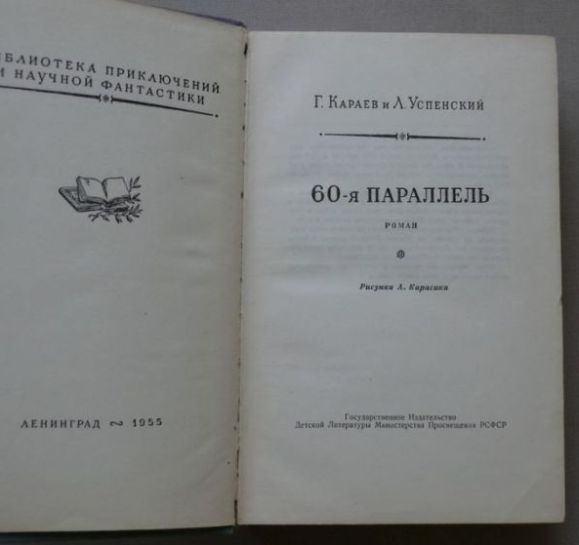 БЛИОТЕКА ПРИКЛЮЧЕНИЙ
И НАУЧНОЙ ФАНТАСТИКИ
ЛЕНИНГРАД 1955
Г. КАРАЕВ и Л. УСПЕНСКИЙ
60-я ПАРАЛЛЕЛЬ
РОМАН
Рисунки А. Карасика
Государственное Издательство
Детской Литературы Министерства Просвещения РСФСР